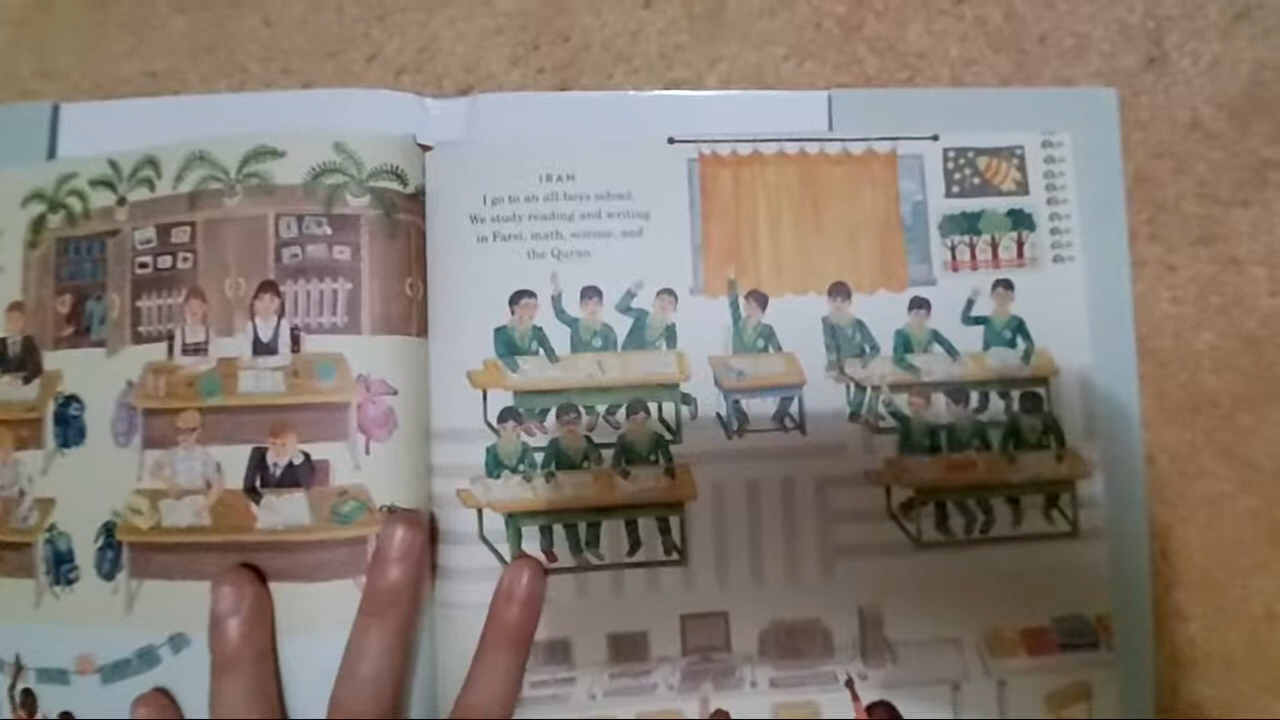 IRAN
I go to an all-boys school.
We study reading and writing
in Farsi, math, science, and
the Quran.